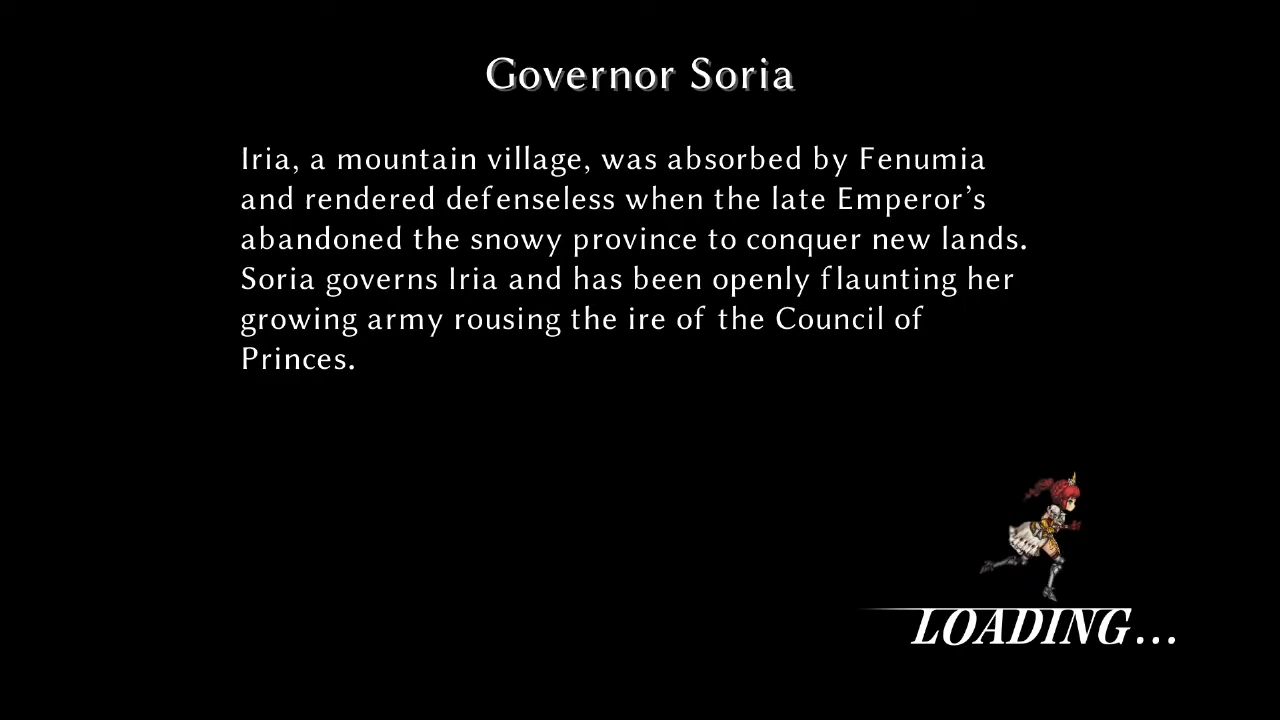 Governor Soria
Iria, a mountain village, was absorbed by Fenumia
and rendered defenseless when the late Emperor’s
abandoned the snowy province to conquer new lands.
Soria governs Iria and has been openly flaunting her
growing army rousing the ire of the Council of
Princes.
LOADING...